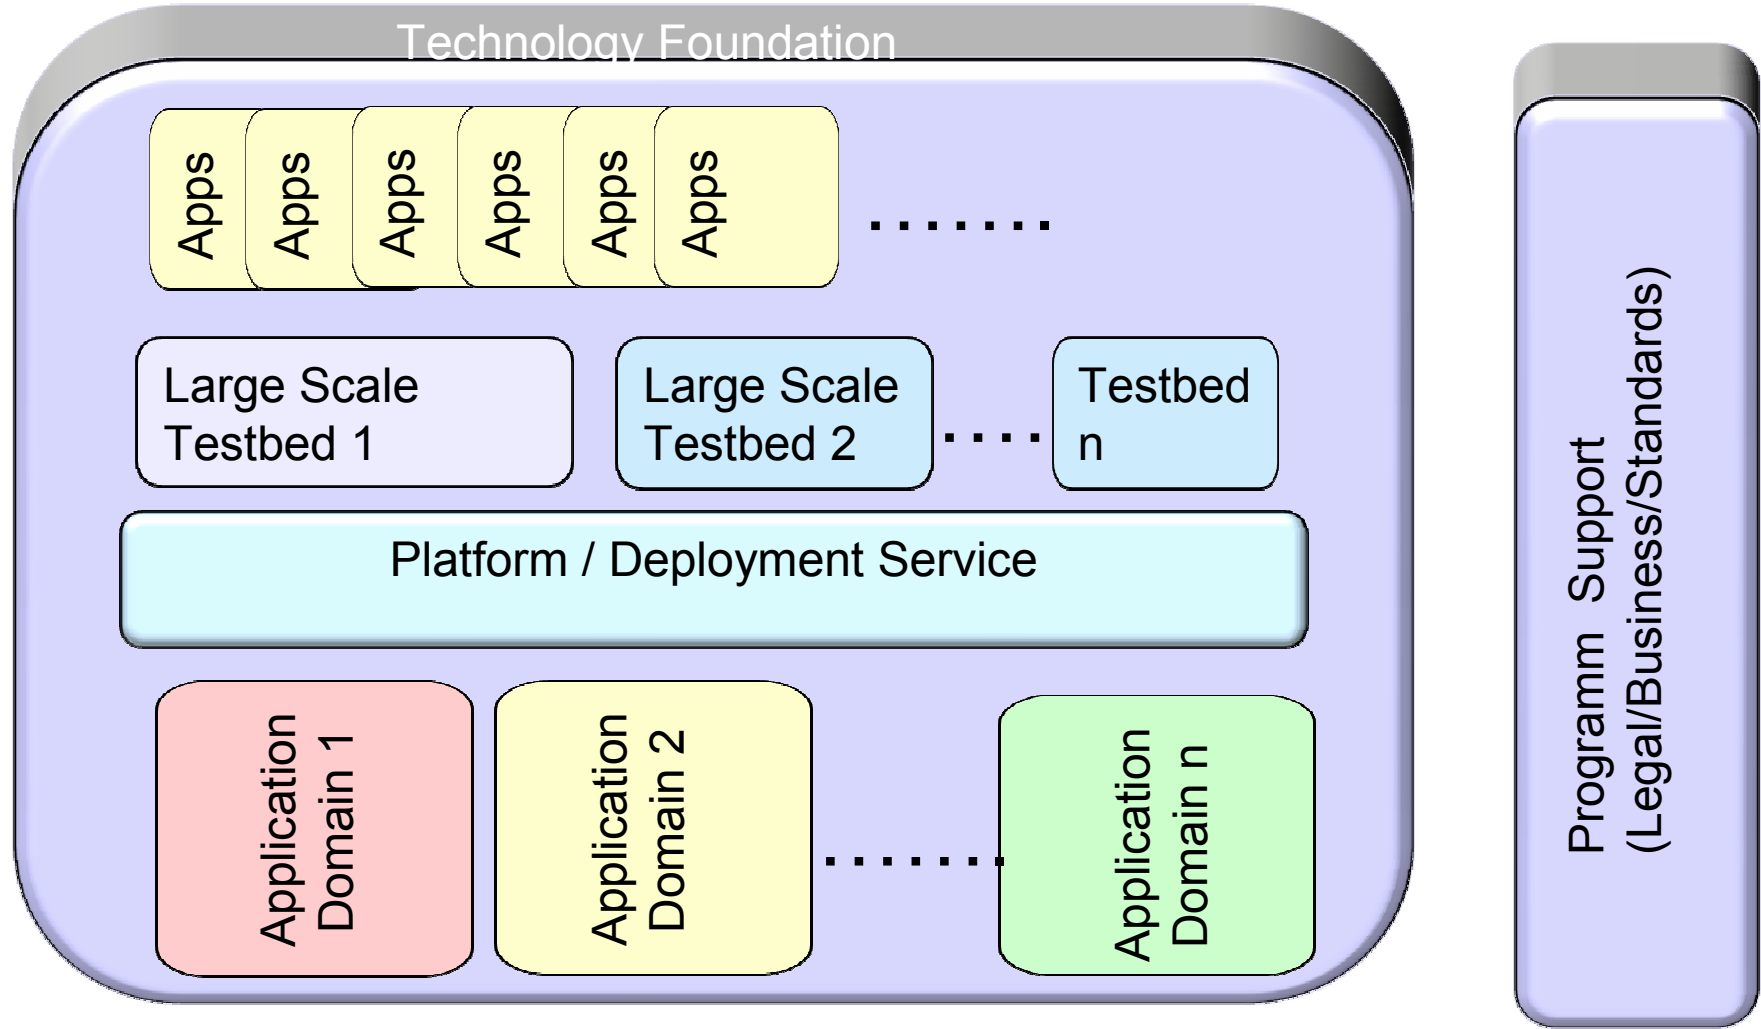 Technology Foundation
Apps
Apps
Apps
Apps
Apps
Apps
.......
Large Scale
Testbed 1
Large Scale
Testbed 2
....
Testbed
n
Platform / Deployment Service
Application
Domain 1
Application
Domain 2
.......
Application
Domain n
Programm Support
(Legal/Business/Standards)